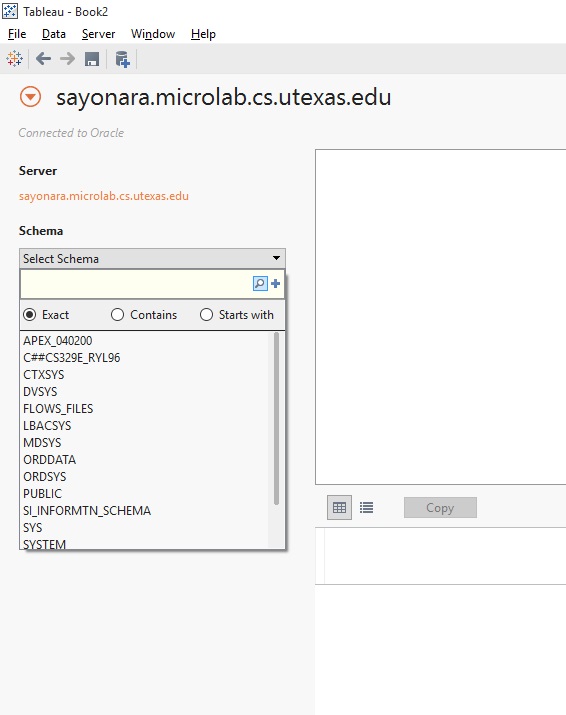 Tableau - Book2
File Data Server Window Help
sayonara.microlab.cs.utexas.edu
Connected to Oracle
Server
sayonara.microlab.cs.utexas.edu
Schema
Select Schema
Exact Contains Starts with
APEX_040200
C##CS329E_RYL96
CTXSYS
DVSYS
FLOWS_FILES
LBACSYS
MDSYS
ORDDATA
ORDSYS
PUBLIC
SI_INFORMTN_SCHEMA
SYS
SYSTEM
Copy